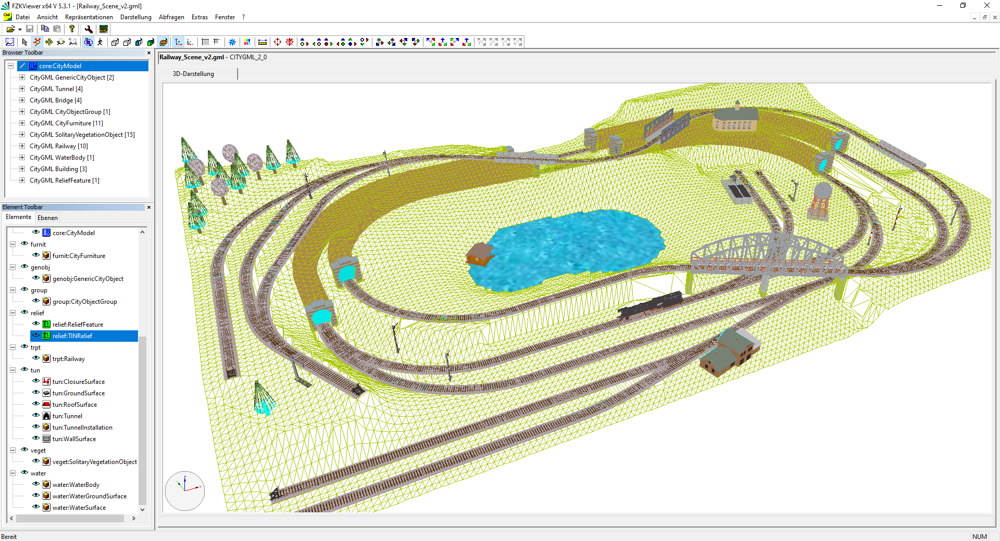 FZKViewer x64 V 5.3.1 - [Railway_Scene_v2.gml]
GML
Datei Ansicht Repräsentationen Darstellung Abfragen Extras Fenster ?
Browser Toolbar
core:CityModel
CityGML GenericCityObject [2]
CityGML Tunnel [4]
CityGML Bridge [4]
CityGML CityObjectGroup [1]
CityGML CityFurniture [11]
CityGML SolitaryVegetationObject [15]
CityGML Railway [10]
CityGML WaterBody [1]
CityGML Building [3]
CityGML ReliefFeature [1]
Element Toolbar
Elemente Ebenen
core:CityModel
furnit
furnit:CityFurniture
genobj
genobj:GenericCityObject
group
group:CityObjectGroup
relief
relief:ReliefFeature
relief:TINRelief
trpt
trpt:Railway
tun
tun:ClosureSurface
tun:GroundSurface
tun:RoofSurface
tun:Tunnel
tun:TunnelInstallation
tun:WallSurface
veget
veget:SolitaryVegetationObject
water
water:WaterBody
water:WaterGroundSurface
water:WaterSurface
Railway_Scene_v2.gml - CITYGML_2_0
3D-Darstellung
Bereit
NUM